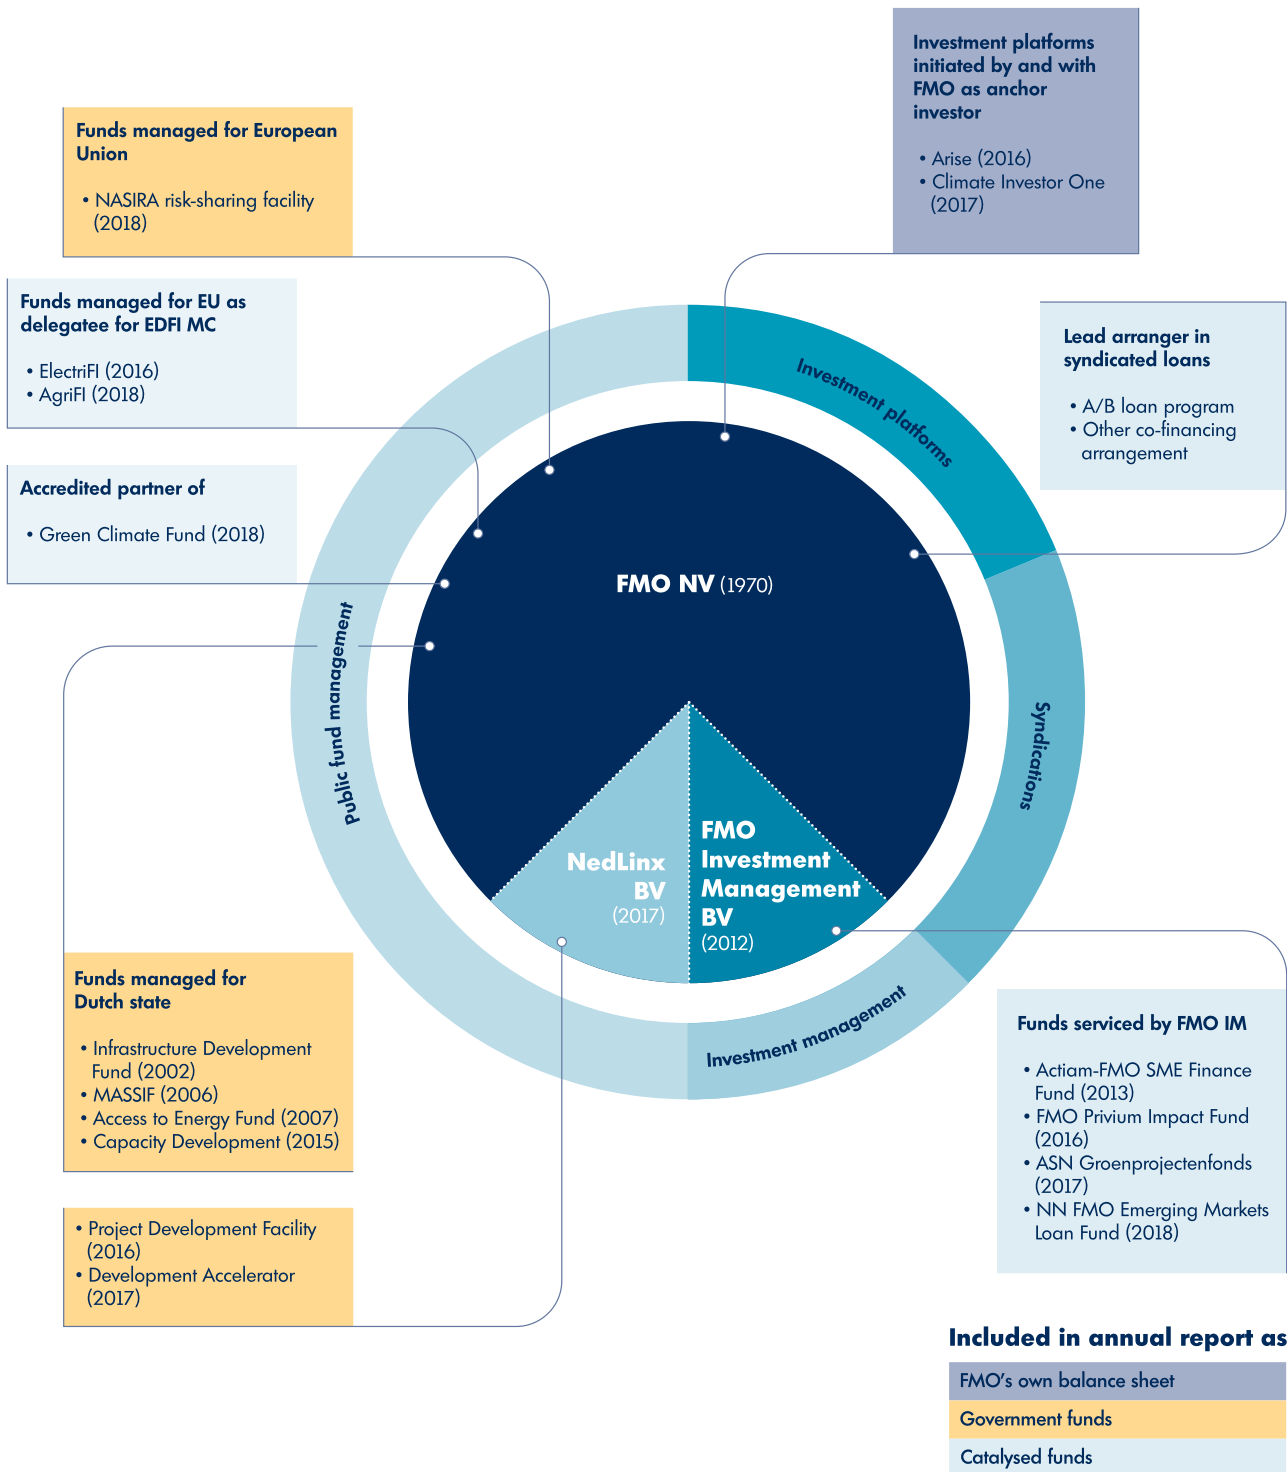 Investment platforms
initiated by and with
FMO as anchor
investor
• Arise (2016)
• Climate Investor One
(2017)
Funds managed for European
Union
• NASIRA risk-sharing facility
(2018)
Funds managed for EU as
delegatee for EDFI MC
• ElectriFI (2016)
• AgriFI (2018)
Lead arranger in
syndicated loans
• A/B loan program
• Other co-financing
arrangement
Accredited partner of
• Green Climate Fund (2018)
Investment platforms
Syndications
Investment management
Public fund management
FMO NV (1970)
NedLinx
BV
(2017)
FMO
Investment
Management
BV
(2012)
Funds managed for
Dutch state
• Infrastructure Development
Fund (2002)
• MASSIF (2006)
• Access to Energy Fund (2007)
• Capacity Development (2015)
• Project Development Facility
(2016)
• Development Accelerator
(2017)
Funds serviced by FMO IM
• Actiam-FMO SME Finance
Fund (2013)
• FMO Privium Impact Fund
(2016)
• ASN Groenprojectenfonds
(2017)
• NN FMO Emerging Markets
Loan Fund (2018)
Included in annual report as
FMO's own balance sheet
Government funds
Catalysed funds